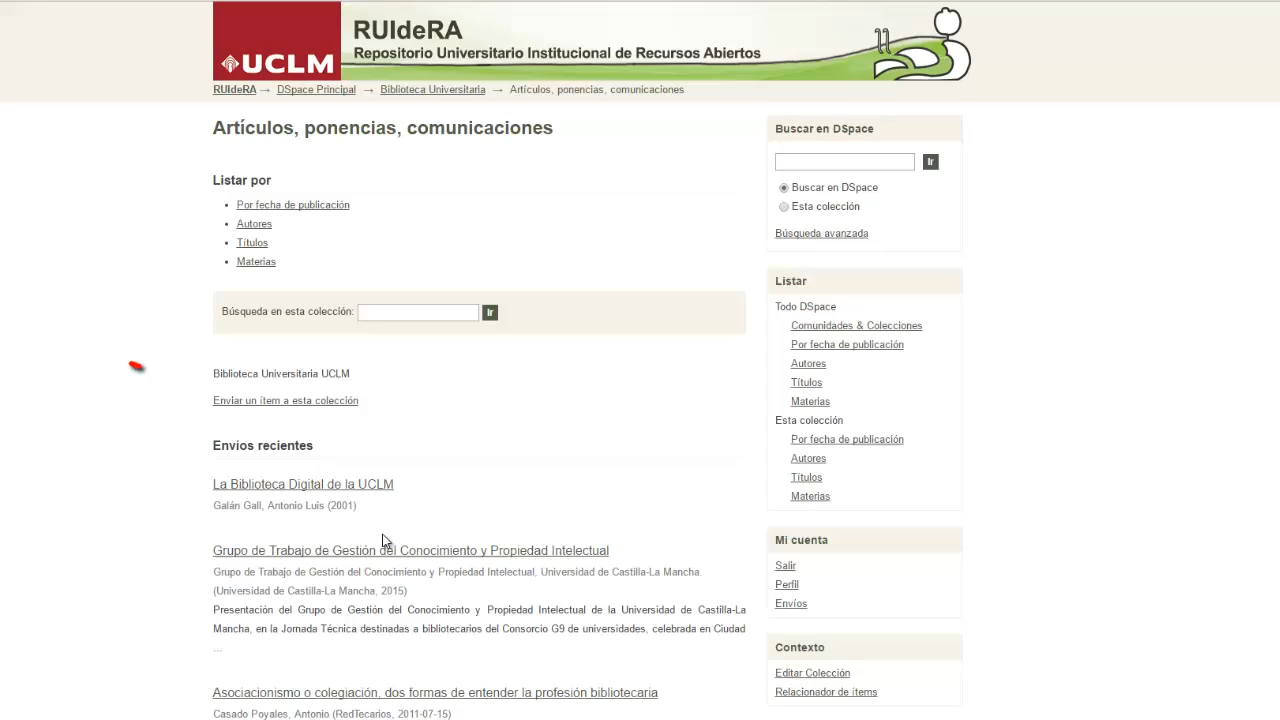 UCLM
RUIdeRA
Repositorio Universitario Institucional de Recursos Abiertos
RUIdeRA → DSpace Principal → Biblioteca Universitaria → Artículos, ponencias, comunicaciones
Artículos, ponencias, comunicaciones
Listar por
Por fecha de publicación
Autores
Títulos
Materias
Búsqueda en esta colección: Ir
Biblioteca Universitaria UCLM
Enviar un ítem a esta colección
Envios recientes
La Biblioteca Digital de la UCLM
Galán Gall, Antonio Luis (2001)
Grupo de Trabajo de Gestión del Conocimiento y Propiedad Intelectual
Grupo de Trabajo de Gestión del Conocimiento y Propiedad Intelectual, Universidad de Castilla-La Mancha.
(Universidad de Castilla-La Mancha, 2015)
Presentación del Grupo de Gestión del Conocimiento y Propiedad Intelectual de la Universidad de Castilla-La
Mancha, en la Jornada Técnica destinadas a bibliotecarios del Consorcio G9 de universidades, celebrada en Ciudad
...
Asociacionismo o colegiación, dos formas de entender la profesión bibliotecaria
Casado Poyales, Antonio (RedTecarios, 2011-07-15)
Buscar en DSpace
Ir
Buscar en DSpace
Esta colección
Búsqueda avanzada
Listar
Todo DSpace
Comunidades & Colecciones
Por fecha de publicación
Autores
Títulos
Materias
Esta colección
Por fecha de publicación
Autores
Títulos
Materias
Mi cuenta
Salir
Perfil
Envíos
Contexto
Editar Colección
Relacionador de ítems